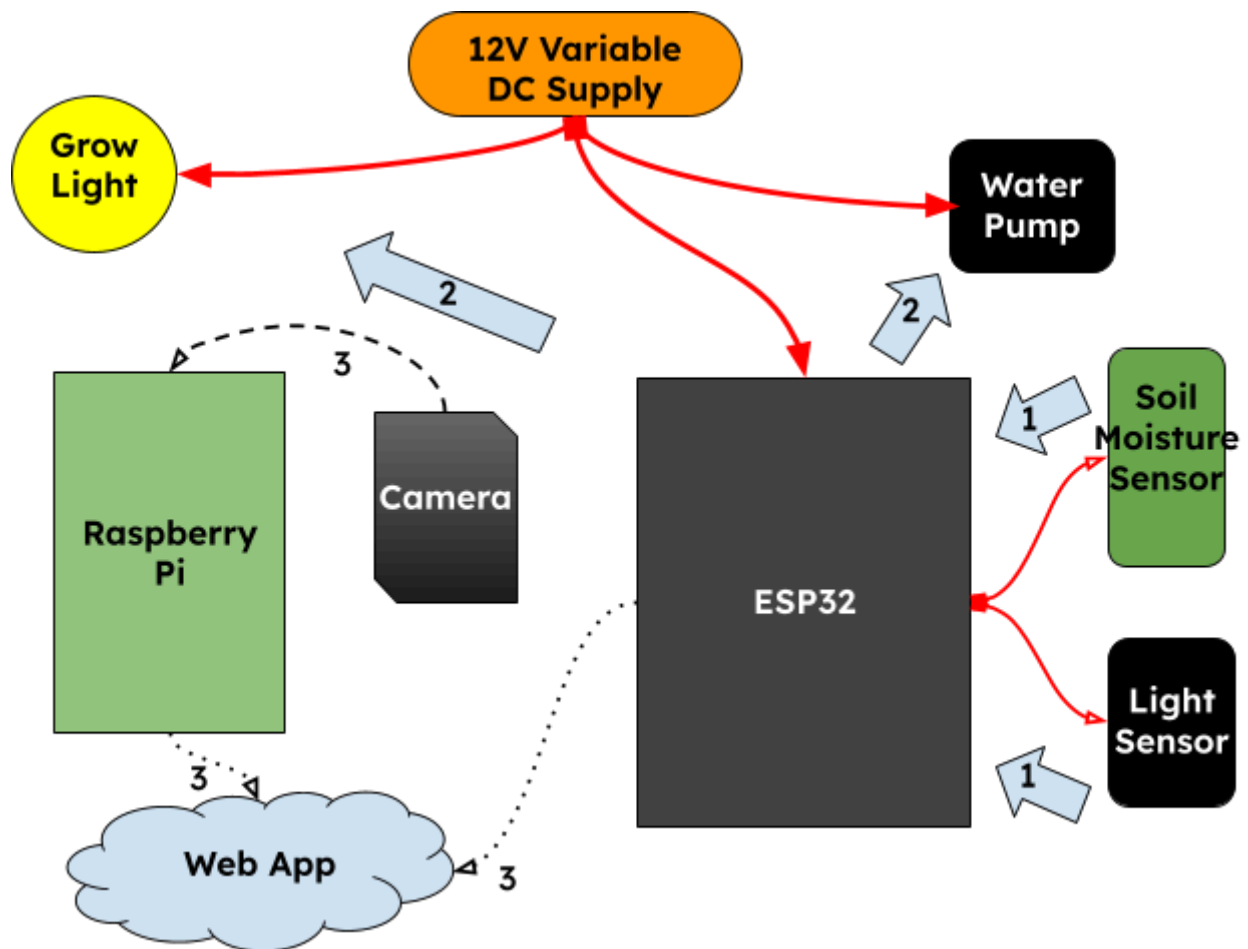 12V Variable
DC Supply
Grow
Light
Water
Pump
2
2
3
Soil
Moisture
Sensor
1
Camera
Raspberry
Pi
ESP32
Light
Sensor
1
3
Web App
3